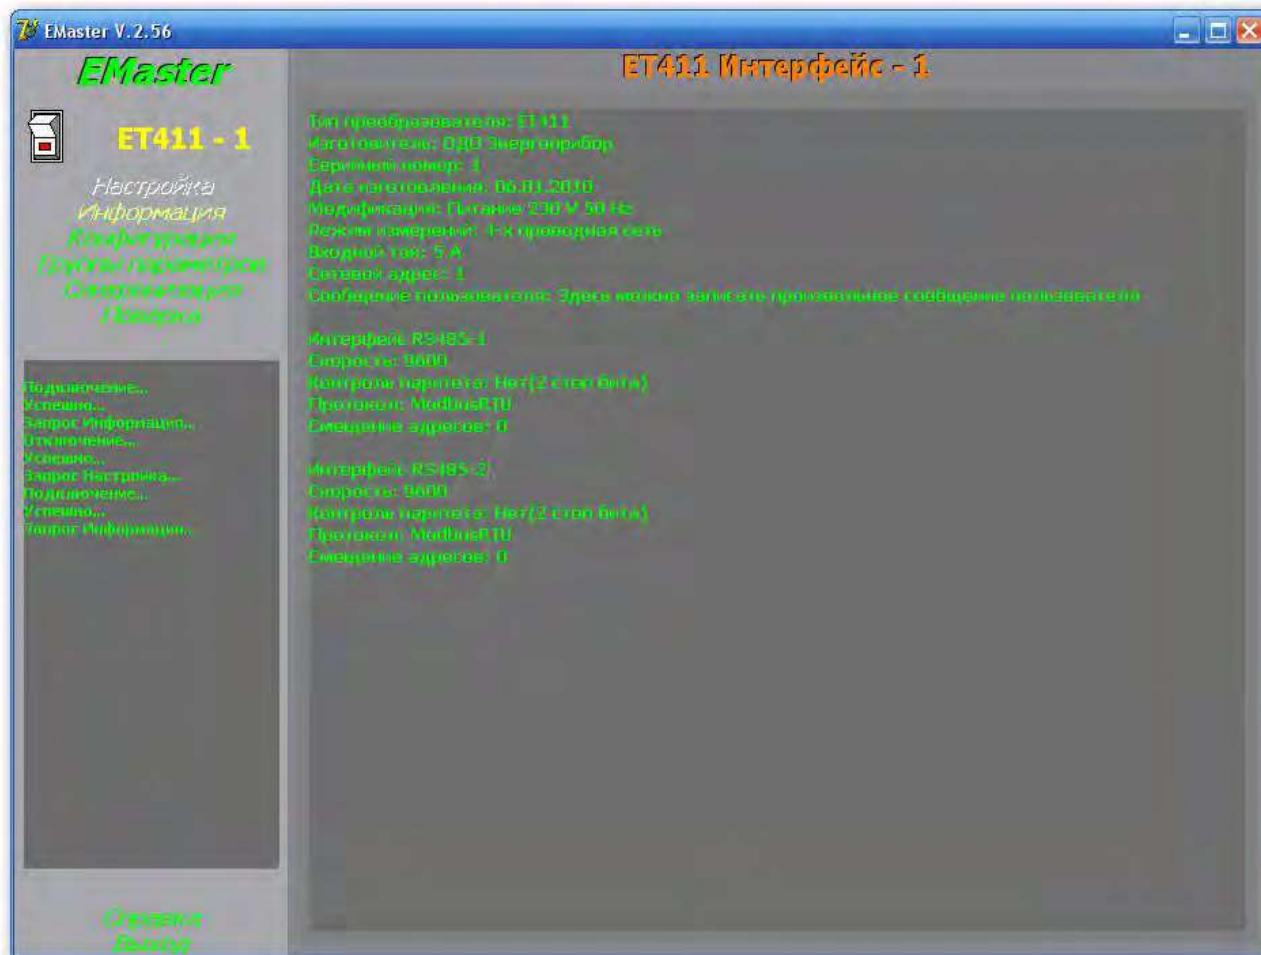 EMaster V.2.56
EMaster
ET411 - 1
Настройка
Информация
Конфигурация
Группы параметров
Синхронизация
Поверка
Подключение...
Успешно...
Запрос Информация...
Отключение...
Успешно...
Запрос Настройка...
Подключение...
Успешно...
Запрос Информация...
Справка
Выход
ET411 Интерфейс - 1
Тип преобразователя: ET411
Изготовитель: ОДО Энергоприбор
Серийный номер: 1
Дата изготовления: 06.01.2010
Модификация: Питание 230 V 50 Hz
Режим измерений: 4-х проводная сеть
Входной ток: 5 А
Сетевой адрес: 1
Сообщение пользователя: Здесь можно записать произвольное сообщение пользователя
Интерфейс RS485-1
Скорость: 9600
Контроль паритета: Нет(2 стоп бита)
Протокол: ModbusRTU
Смещение адресов: 0
Интерфейс RS485-2
Скорость: 9600
Контроль паритета: Нет(2 стоп бита)
Протокол: ModbusRTU
Смещение адресов: 0